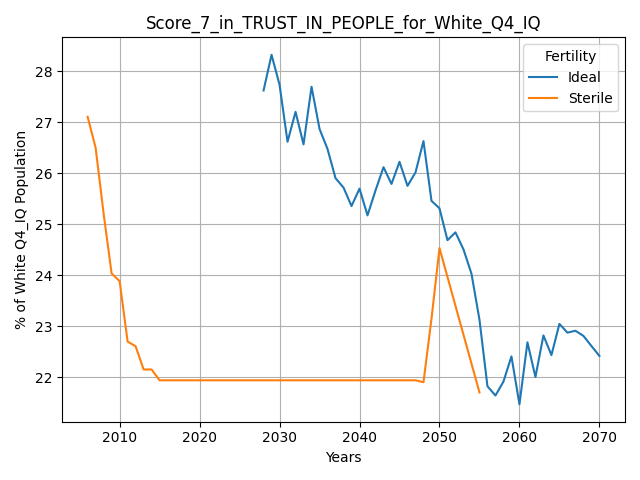 Score_7_in_TRUST_IN_PEOPLE_for_White_Q4_IQ
Fertility
Ideal
Sterile
% of White Q4_IQ Population
28
27
26
25
24
23
22
2010 2020 2030 2040 2050 2060 2070
Years